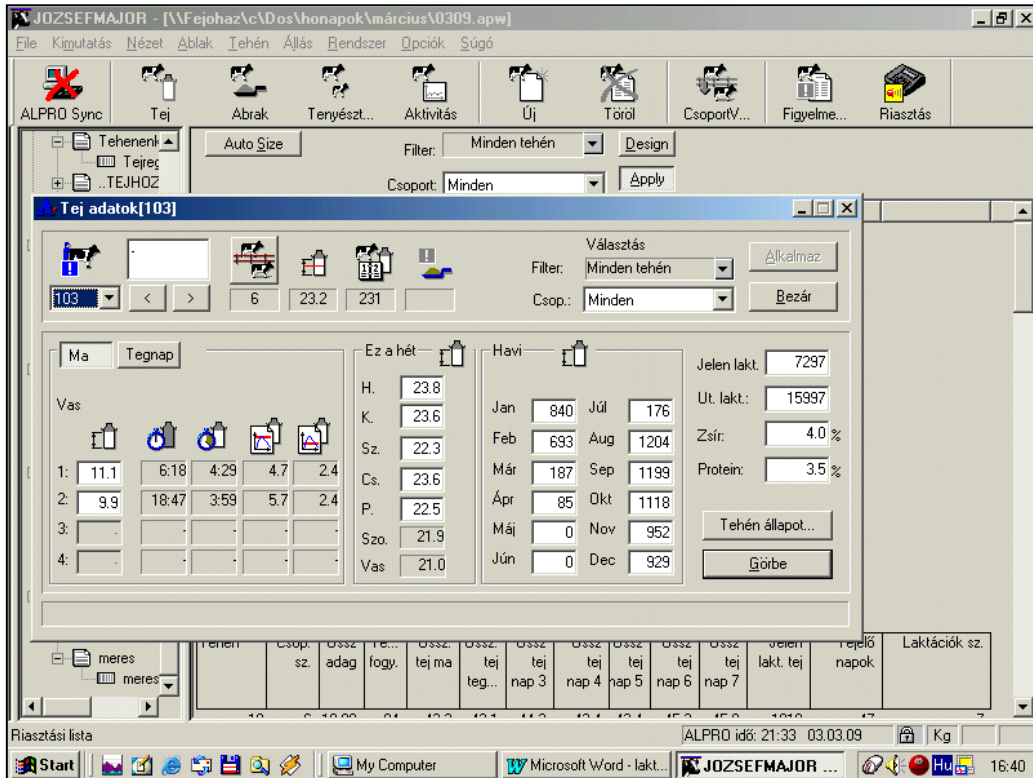 JOZSEFMAJOR - [\\Fejohaz\c\Dos\honapok\március\0309.apw]
File Kimutatás Nézet Ablak Tehén Állás Rendszer Opciók Súgó
ALPRO Sync Tej Abrak Tenyészt... Aktivitás Új Töröl CsoportV... Figyelme... Riasztás
Tehenenk
Tejreg
..TEJHOZ
Auto Size Filter: Minden tehén Design
Csoport: Minden Apply
Tej adatok[103]
-
103 < > 6 23.2 231
Választás
Filter: Minden tehén Alkalmaz
Csop.: Minden Bezár
Ma Tegnap
Vas
1: 11.1 6:18 4:29 4.7 2.4
2: 9.9 18:47 3:59 5.7 2.4
3: . - - - -
4: . - - - -
Ez a hét
H. 23.8
K. 23.6
Sz. 22.3
Cs. 23.6
P. 22.5
Szo. 21.9
Vas 21.0
Havi
Jan 840 Júl 176
Feb 693 Aug 1204
Már 187 Sep 1199
Ápr 85 Okt 1118
Máj 0 Nov 952
Jún 0 Dec 929
Jelen lakt. 7297
Ut. lakt.: 15997
Zsír: 4.0 %
Protein: 3.5 %
Tehén állapot...
Görbe
meres
meres
Tehén Csop. Össz Te... Össz. Össz. Össz Össz Össz Össz Össz Jelen Fejelő Laktációk sz.
sz. adag fogy. tej ma tej tej tej tej tej tej lakt. tej napok
teg... nap 3 nap 4 nap 5 nap 6 nap 7
Riasztási lista ALPRO idő: 21:33 03.03.09 Kg
Start My Computer Microsoft Word - lakt... JOZSEFMAJOR ... Hu 16:40